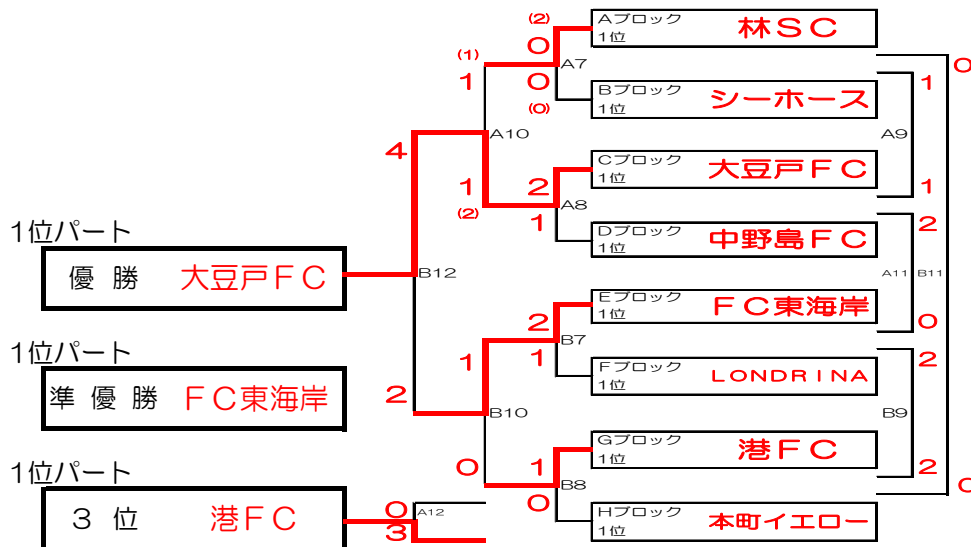 (2)
Aブロック
1位
林SC
0
(1)
A7
0
1
0
1
Bブロック
1位
シーホース
(0)
A10
A9
4
Cブロック
1位
大豆戸FC
1
2
1
(2)
A8
1
Dブロック
1位
中野島FC
2
1位パート
優勝 大豆戸FC
B12
A11
B11
Eブロック
1位
FC東海岸
2
0
B7
1位パート
1
1
2
Fブロック
1位
LONDRINA
準優勝 FC東海岸
2
B10
B9
Gブロック
1位
港FC
1位パート
0
1
2
B8
0
0
3位 港FC
0
A12
3
Hブロック
1位
本町イエロー